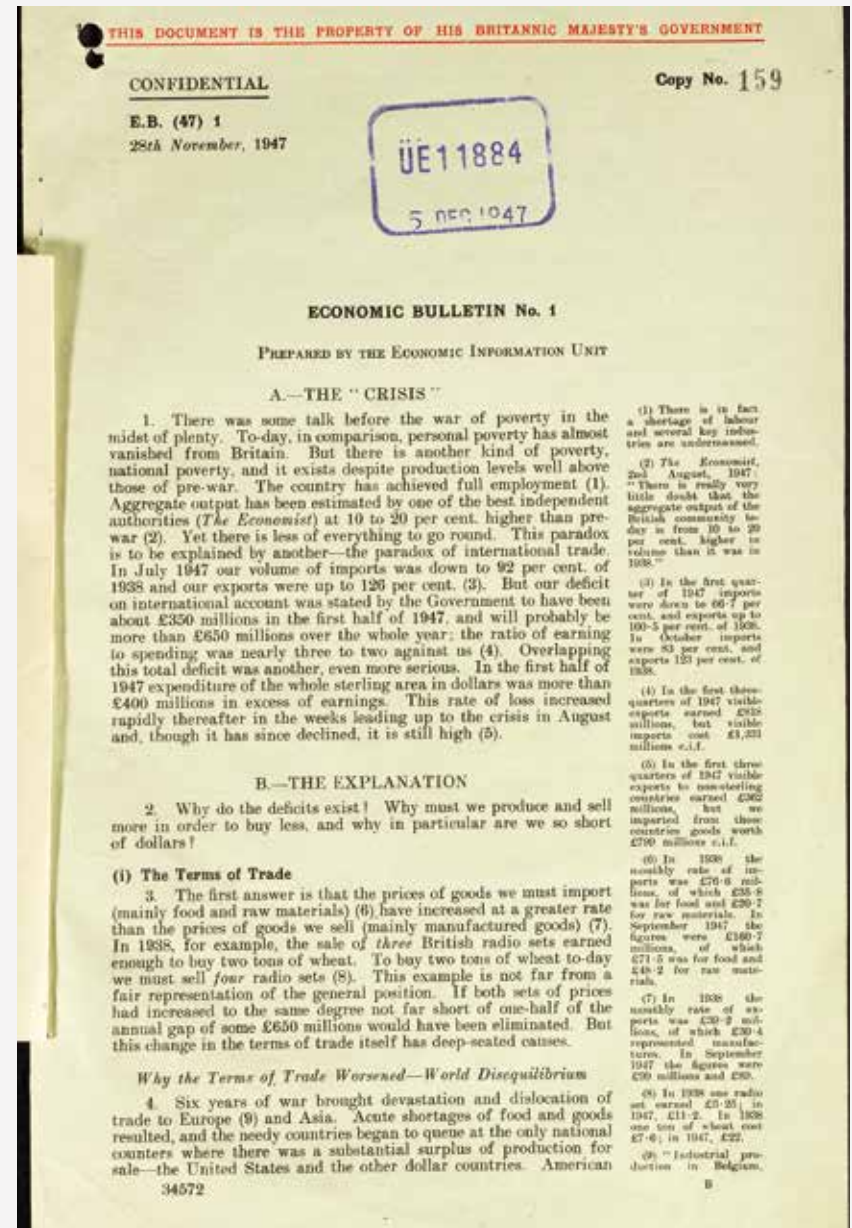 THIS DOCUMENT IS THE PROPERTY OF HIS BRITANNIC MAJESTY'S GOVERNMENT
CONFIDENTIAL
Copy No. 159
E.B. (47) 1
28th November, 1947
UE11884
5 DEC 1947
ECONOMIC BULLETIN No. 1
PREPARED BY THE ECONOMIC INFORMATION UNIT
A.—THE "CRISIS"
1. There was some talk before the war of poverty in the
midst of plenty. To-day, in comparison, personal poverty has almost
vanished from Britain. But there is another kind of poverty,
national poverty, and it exists despite production levels well above
those of pre-war. The country has achieved full employment (1).
Aggregate output has been estimated by one of the best independent
authorities (The Economist) at 10 to 20 per cent. higher than pre-
war (2). Yet there is less of everything to go round. This paradox
is to be explained by another—the paradox of international trade.
In July 1947 our volume of imports was down to 92 per cent. of
1938 and our exports were up to 126 per cent. (3). But our deficit
on international account was stated by the Government to have been
about £350 millions in the first half of 1947, and will probably be
more than £650 millions over the whole year; the ratio of earning
to spending was nearly three to two against us (4). Overlapping
this total deficit was another, even more serious. In the first half of
1947 expenditure of the whole sterling area in dollars was more than
£400 millions in excess of earnings. This rate of loss increased
rapidly thereafter in the weeks leading up to the crisis in August
and, though it has since declined, it is still high (5).
B.—THE EXPLANATION
2. Why do the deficits exist? Why must we produce and sell
more in order to buy less, and why in particular are we so short
of dollars?
(i) The Terms of Trade
3. The first answer is that the prices of goods we must import
(mainly food and raw materials) (6) have increased at a greater rate
than the prices of goods we sell (mainly manufactured goods) (7).
In 1938, for example, the sale of three British radio sets earned
enough to buy two tons of wheat. To buy two tons of wheat to-day
we must sell four radio sets (8). This example is not far from a
fair representation of the general position. If both sets of prices
had increased to the same degree not far short of one-half of the
annual gap of some £650 millions would have been eliminated. But
this change in the terms of trade itself has deep-seated causes.
Why the Terms of Trade Worsened—World Disequilibrium
4. Six years of war brought devastation and dislocation of
trade to Europe (9) and Asia. Acute shortages of food and goods
resulted, and the needy countries began to queue at the only national
counters where there was a substantial surplus of production for
sale—the United States and the other dollar countries. American
34572
(1) There is in fact
a shortage of labour
and several key indus-
tries are undermanned.
(2) The Economist,
2nd August, 1947:
"There is really very
little doubt that the
aggregate output of the
British community to-
day is from 10 to 20
per cent. higher in
volume than it was in
1938."
(3) In the first quar-
ter of 1947 imports
were down to 66·7 per
cent. and exports up to
100·5 per cent. of 1938.
In October imports
were 83 per cent. and
exports 123 per cent. of
1938.
(4) In the first three-
quarters of 1947 visible
exports earned
millions, but visible
imports cost £1,331
millions c.i.f.
(5) In the first three
quarters of 1947 visible
exports to non-sterling
countries earned £362
millions, but we
imported from those
countries goods worth
£790 millions c.i.f.
(6) In 1938 the
monthly rate of im-
ports was £76·6 mil-
lions, of which £35·8
was for food and £20·7
for raw materials. In
September 1947 the
figures were £160·7
millions, of which
£71·5 was for food and
£48·2 for raw mate-
rials.
(7) In 1938 the
monthly rate of ex-
ports was £39·2 mil-
lions, of which £30·4
represented manufac-
tures. In September
1947 the figures were
£99 millions and £89.
(8) In 1938 one radio
set earned £5·25; in
1947, £11·2. In 1938
one ton of wheat cost
£7·6; in 1947, £22.
(9) "Industrial pro-
duction in Belgium,
B